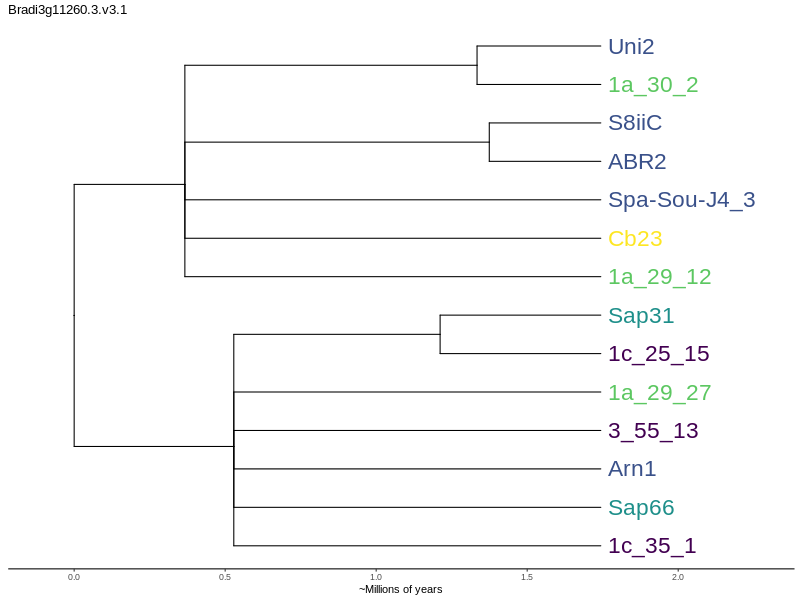 Bradi3g11260.3.v3.1
Uni2
1a_30_2
S8iiC
ABR2
Spa-Sou-J4_3
Cb23
1a_29_12
Sap31
1c_25_15
1a_29_27
3_55_13
Arn1
Sap66
1c_35_1
0.0 0.5 1.0 1.5 2.0
~Millions of years